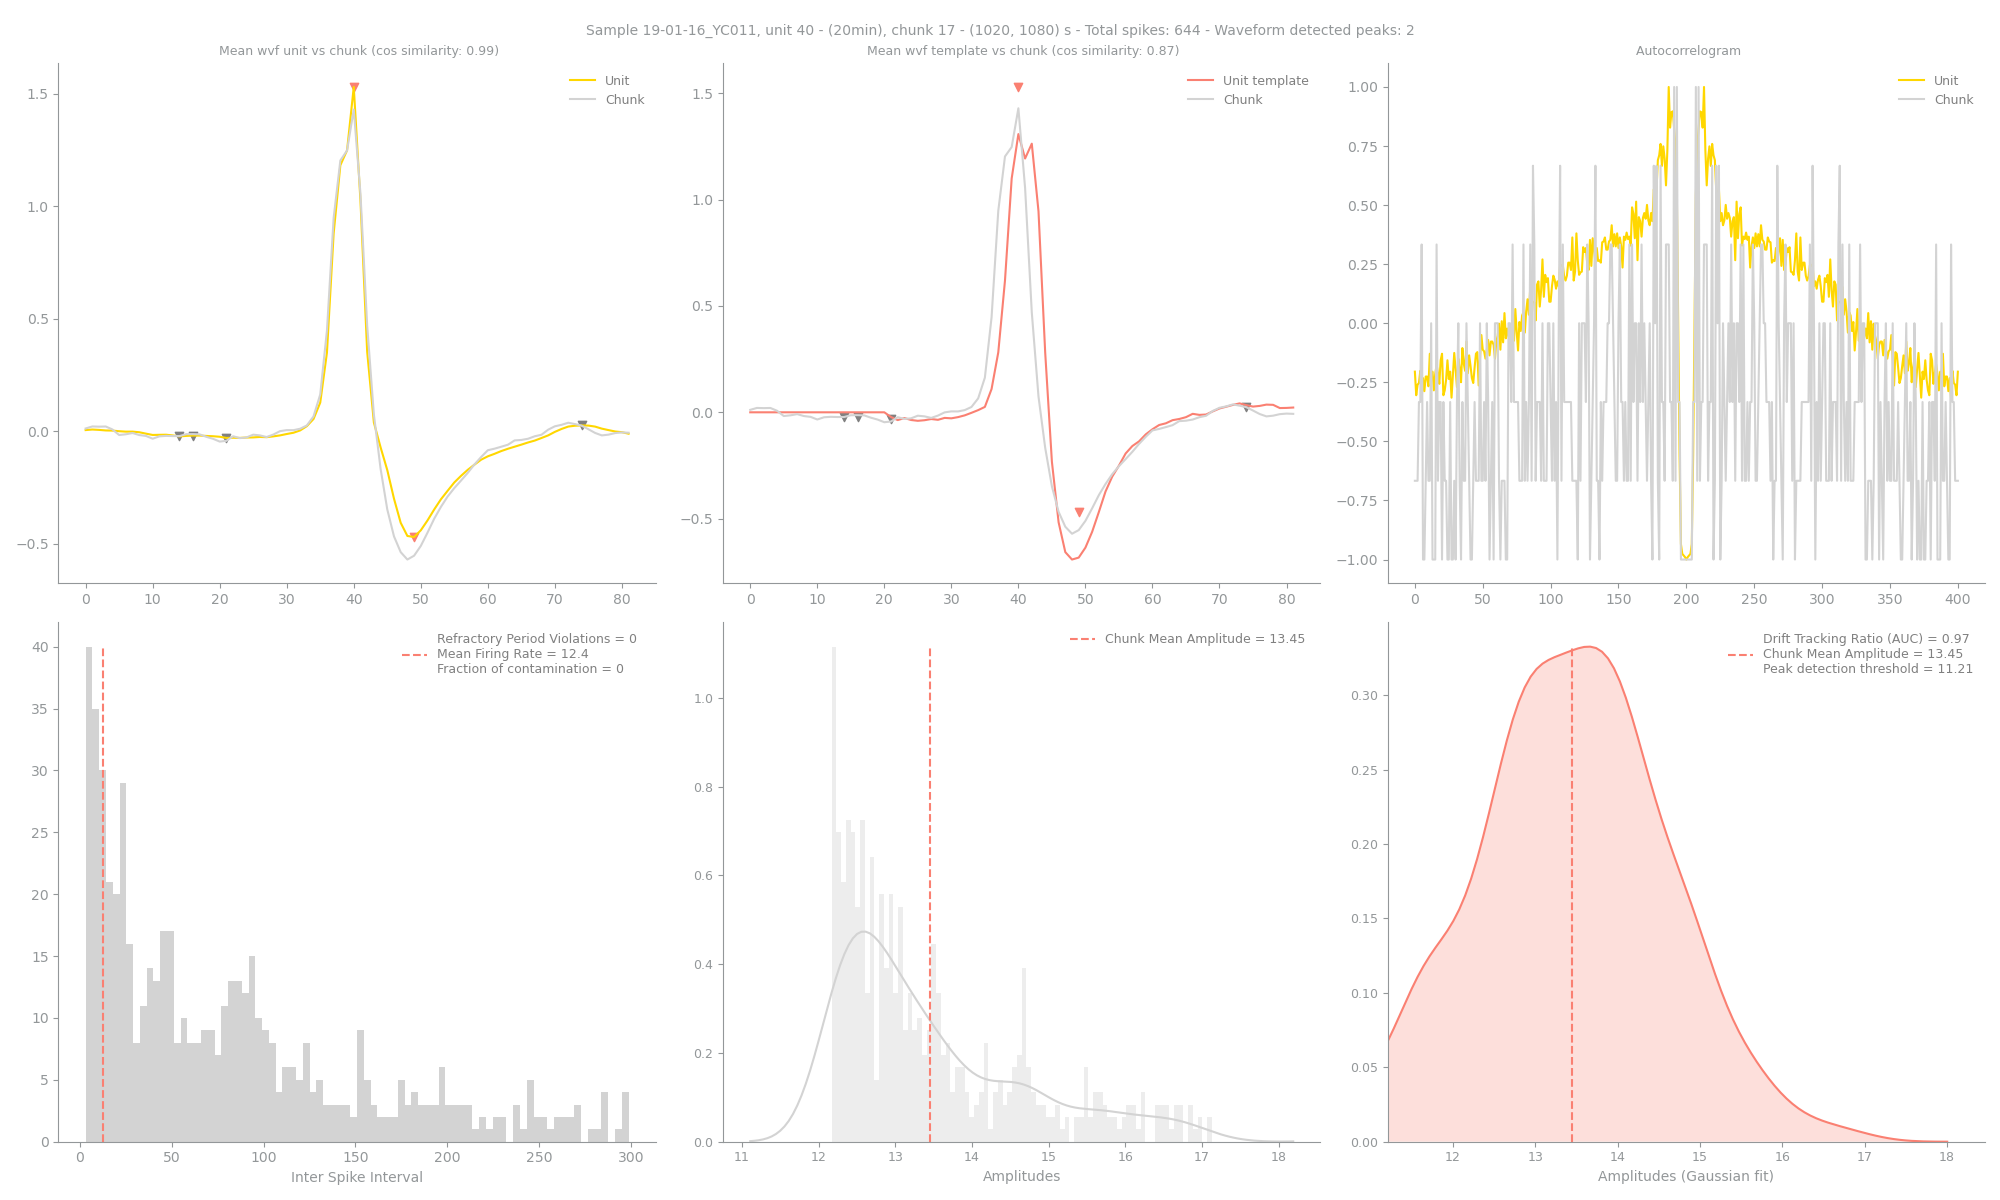 Sample 19-01-16_YC011, unit 40 - (20min), chunk 17 - (1020, 1080) s - Total spikes: 644 - Waveform detected peaks: 2
Mean wvf unit vs chunk (cos similarity: 0.99)
Unit
Chunk
1.5
1.0
0.5
0.0
−0.5
0 10 20 30 40 50 60 70 80
Mean wvf template vs chunk (cos similarity: 0.87)
Unit template
Chunk
1.5
1.0
0.5
0.0
−0.5
0 10 20 30 40 50 60 70 80
Autocorrelogram
Unit
Chunk
1.00
0.75
0.50
0.25
0.00
−0.25
−0.50
−0.75
−1.00
0 50 100 150 200 250 300 350 400
Refractory Period Violations = 0
Mean Firing Rate = 12.4
Fraction of contamination = 0
40
35
30
25
20
15
10
5
0
0 50 100 150 200 250 300
Inter Spike Interval
Chunk Mean Amplitude = 13.45
1.0
0.8
0.6
0.4
0.2
0.0
11 12 13 14 15 16 17 18
Amplitudes
Drift Tracking Ratio (AUC) = 0.97
Chunk Mean Amplitude = 13.45
Peak detection threshold = 11.21
0.30
0.25
0.20
0.15
0.10
0.05
0.00
12 13 14 15 16 17 18
Amplitudes (Gaussian fit)